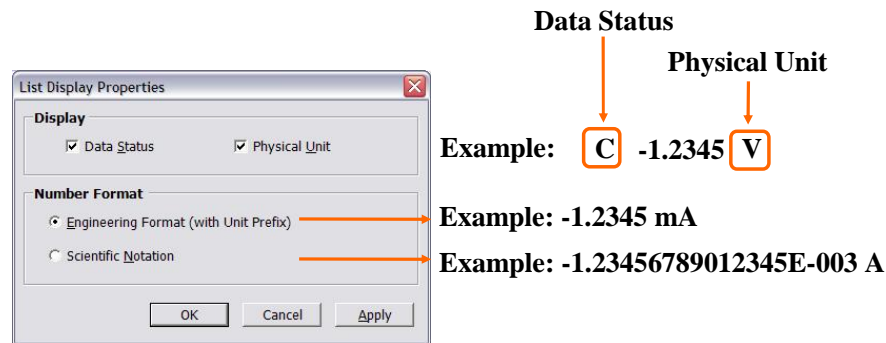 Data Status
Physical Unit
List Display Properties
Display
Data Status
Physical Unit
Example: C -1.2345 V
Number Format
Engineering Format (with Unit Prefix)
Example: -1.2345 mA
Scientific Notation
Example: -1.23456789012345E-003 A
OK
Cancel
Apply